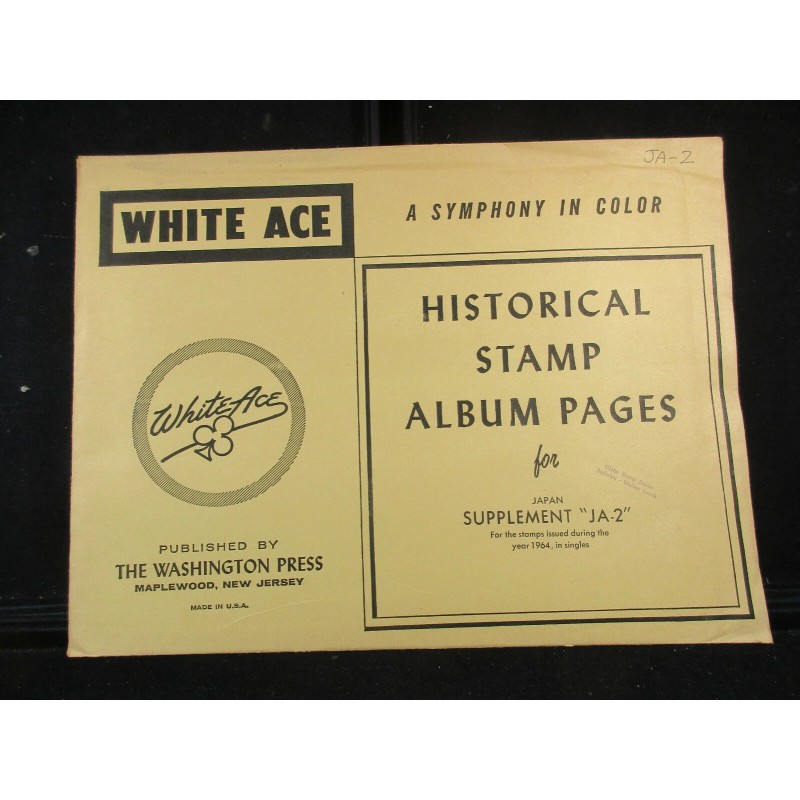 JA-2
WHITE ACE
A SYMPHONY IN COLOR
HISTORICAL
STAMP
ALBUM PAGES
for
JAPAN
SUPPLEMENT "JA-2"
For the stamps issued during the
year 1964, in singles
White Ace
PUBLISHED BY
THE WASHINGTON PRESS
MAPLEWOOD, NEW JERSEY
MADE IN U.S.A.